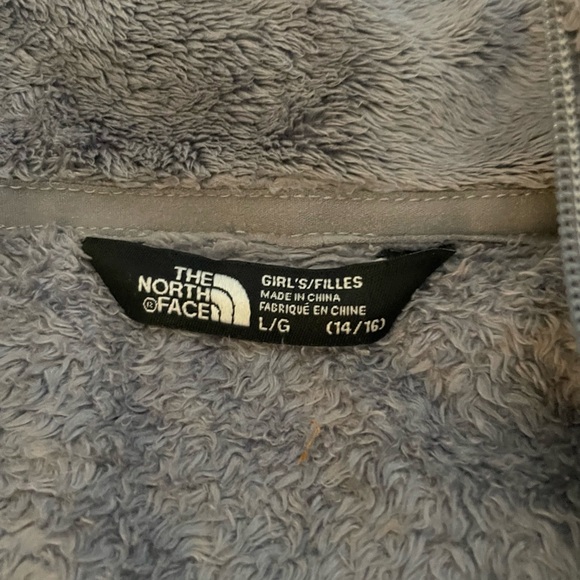 THE
NORTH
®FACE
GIRL'S/FILLES
MADE IN CHINA
FABRIQUÉ EN CHINE
L/G (14/16)